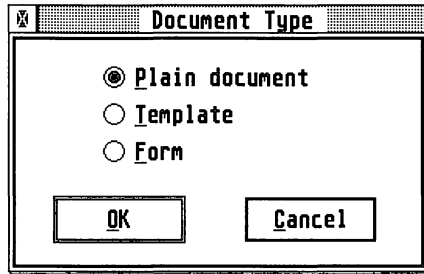 Document Type
Plain document
Template
Form
OK
Cancel